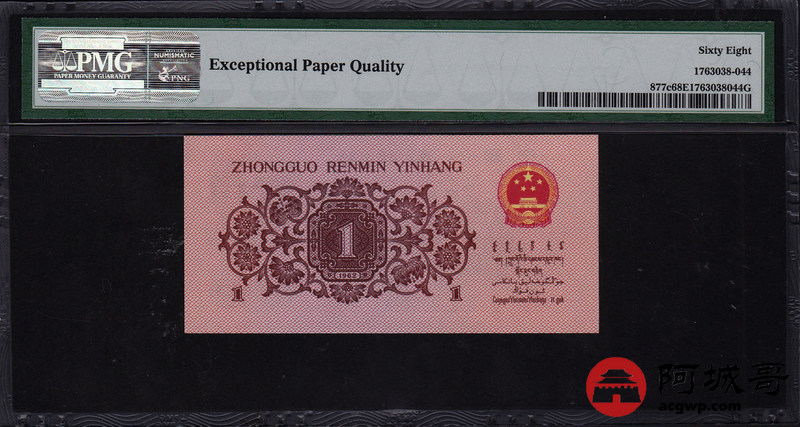 PMG
PAPER MONEY GUARANTY
NUMISMATIC
PNG
Exceptional Paper Quality
Sixty Eight
1763038-044
877c68E1763038044G
ZHONGGUO RENMIN YINHANG
1
1962
1
1
阿城哥
acgwp.com